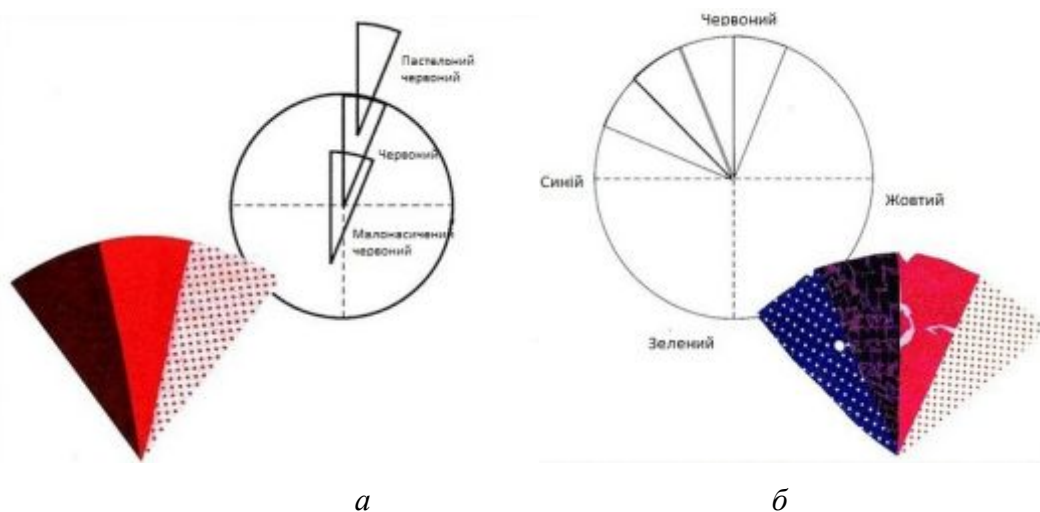 Пастельний
червоний
Червоний
Малонасичений
червоний
а
Червоний
Синій
Жовтий
Зелений
б